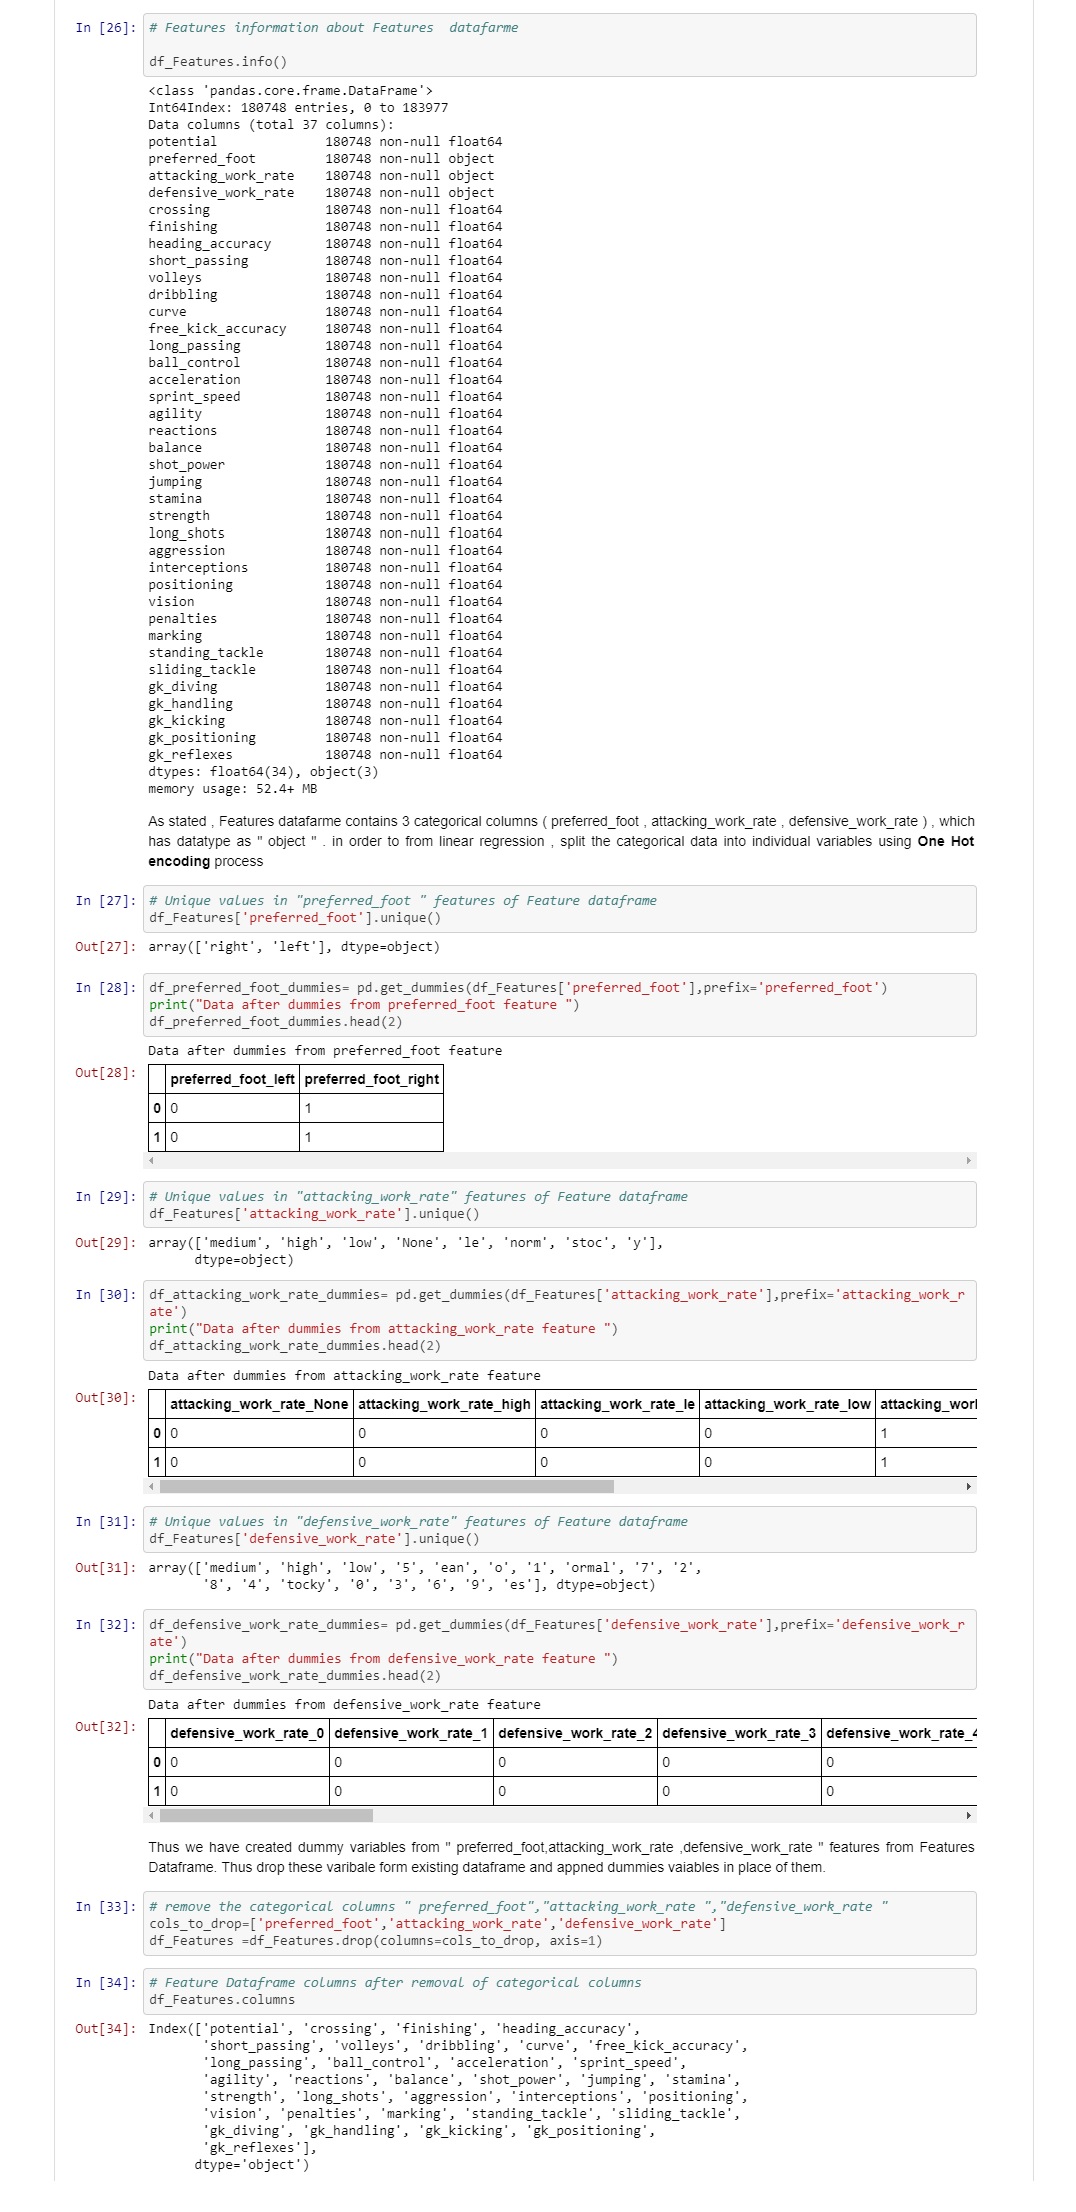 In [26]: # Features information about Features  datafarme
df_Features.info()
<class 'pandas.core.frame.DataFrame'>
Int64Index: 180748 entries, 0 to 183977
Data columns (total 37 columns):
potential              180748 non-null float64
preferred_foot         180748 non-null object
attacking_work_rate    180748 non-null object
defensive_work_rate    180748 non-null object
crossing               180748 non-null float64
finishing              180748 non-null float64
heading_accuracy       180748 non-null float64
short_passing          180748 non-null float64
volleys                180748 non-null float64
dribbling              180748 non-null float64
curve                  180748 non-null float64
free_kick_accuracy     180748 non-null float64
long_passing           180748 non-null float64
ball_control           180748 non-null float64
acceleration           180748 non-null float64
sprint_speed           180748 non-null float64
agility                180748 non-null float64
reactions              180748 non-null float64
balance                180748 non-null float64
shot_power             180748 non-null float64
jumping                180748 non-null float64
stamina                180748 non-null float64
strength               180748 non-null float64
long_shots             180748 non-null float64
aggression             180748 non-null float64
interceptions          180748 non-null float64
positioning            180748 non-null float64
vision                 180748 non-null float64
penalties              180748 non-null float64
marking                180748 non-null float64
standing_tackle        180748 non-null float64
sliding_tackle         180748 non-null float64
gk_diving              180748 non-null float64
gk_handling            180748 non-null float64
gk_kicking             180748 non-null float64
gk_positioning         180748 non-null float64
gk_reflexes            180748 non-null float64
dtypes: float64(34), object(3)
memory usage: 52.4+ MB
As stated , Features datafarme contains 3 categorical columns ( preferred_foot , attacking_work_rate , defensive_work_rate ) , which
has datatype as " object " . in order to from linear regression , split the categorical data into individual variables using One Hot
encoding process
In [27]: # Unique values in "preferred_foot " features of Feature dataframe
df_Features['preferred_foot'].unique()
Out[27]: array(['right', 'left'], dtype=object)
In [28]: df_preferred_foot_dummies= pd.get_dummies(df_Features['preferred_foot'],prefix='preferred_foot')
print("Data after dummies from preferred_foot feature ")
df_preferred_foot_dummies.head(2)
Data after dummies from preferred_foot feature
Out[28]: preferred_foot_left preferred_foot_right
0 0 1
1 0 1
In [29]: # Unique values in "attacking_work_rate" features of Feature dataframe
df_Features['attacking_work_rate'].unique()
Out[29]: array(['medium', 'high', 'low', 'None', 'le', 'norm', 'stoc', 'y'],
dtype=object)
In [30]: df_attacking_work_rate_dummies= pd.get_dummies(df_Features['attacking_work_rate'],prefix='attacking_work_r
ate')
print("Data after dummies from attacking_work_rate feature ")
df_attacking_work_rate_dummies.head(2)
Data after dummies from attacking_work_rate feature
Out[30]: attacking_work_rate_None attacking_work_rate_high attacking_work_rate_le attacking_work_rate_low attacking_worl
0 0 0 0 0 1
1 0 0 0 0 1
In [31]: # Unique values in "defensive_work_rate" features of Feature dataframe
df_Features['defensive_work_rate'].unique()
Out[31]: array(['medium', 'high', 'low', '5', 'ean', 'o', '1', 'ormal', '7', '2',
'8', '4', 'tocky', '0', '3', '6', '9', 'es'], dtype=object)
In [32]: df_defensive_work_rate_dummies= pd.get_dummies(df_Features['defensive_work_rate'],prefix='defensive_work_r
ate')
print("Data after dummies from defensive_work_rate feature ")
df_defensive_work_rate_dummies.head(2)
Data after dummies from defensive_work_rate feature
Out[32]: defensive_work_rate_0 defensive_work_rate_1 defensive_work_rate_2 defensive_work_rate_3 defensive_work_rate_4
0 0 0 0 0 0
1 0 0 0 0 0
Thus we have created dummy variables from " preferred_foot,attacking_work_rate ,defensive_work_rate " features from Features
Dataframe. Thus drop these varibale form existing dataframe and appned dummies vaiables in place of them.
In [33]: # remove the categorical columns " preferred_foot","attacking_work_rate ","defensive_work_rate "
cols_to_drop=['preferred_foot','attacking_work_rate','defensive_work_rate']
df_Features =df_Features.drop(columns=cols_to_drop, axis=1)
In [34]: # Feature Dataframe columns after removal of categorical columns
df_Features.columns
Out[34]: Index(['potential', 'crossing', 'finishing', 'heading_accuracy',
'short_passing', 'volleys', 'dribbling', 'curve', 'free_kick_accuracy',
'long_passing', 'ball_control', 'acceleration', 'sprint_speed',
'agility', 'reactions', 'balance', 'shot_power', 'jumping', 'stamina',
'strength', 'long_shots', 'aggression', 'interceptions', 'positioning',
'vision', 'penalties', 'marking', 'standing_tackle', 'sliding_tackle',
'gk_diving', 'gk_handling', 'gk_kicking', 'gk_positioning',
'gk_reflexes'],
dtype='object')